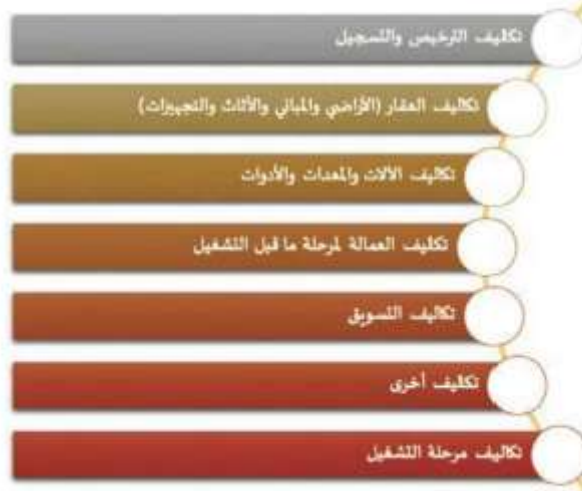 تكاليف الترخيص والتسجيل
تكاليف العقار (الأراضي والمباني والأثاث والتجهيزات)
تكاليف الآلات والمعدات والأدوات
تكاليف العمالة لمرحلة ما قبل التشغيل
تكاليف التسويق
تكاليف أخرى
تكاليف مرحلة التشغيل